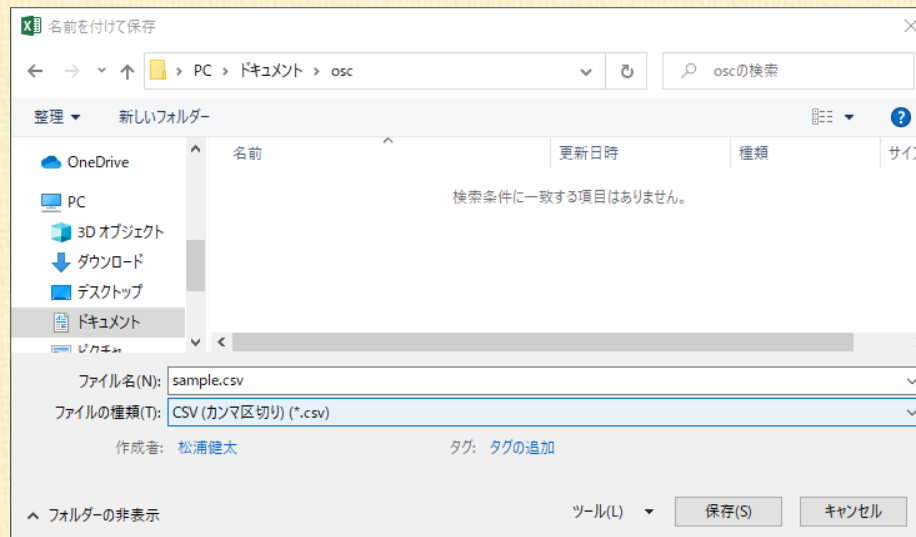 名前を付けて保存
PC › ドキュメント › osc
oscの検索
整理 新しいフォルダー
名前 更新日時 種類 サイズ
検索条件に一致する項目はありません。
OneDrive
PC
3D オブジェクト
ダウンロード
デスクトップ
ドキュメント
ピクチャ
ファイル名(N): sample.csv
ファイルの種類(T): CSV (カンマ区切り) (*.csv)
作成者: 松浦健太 タグ: タグの追加
フォルダーの非表示 ツール(L) 保存(S) キャンセル